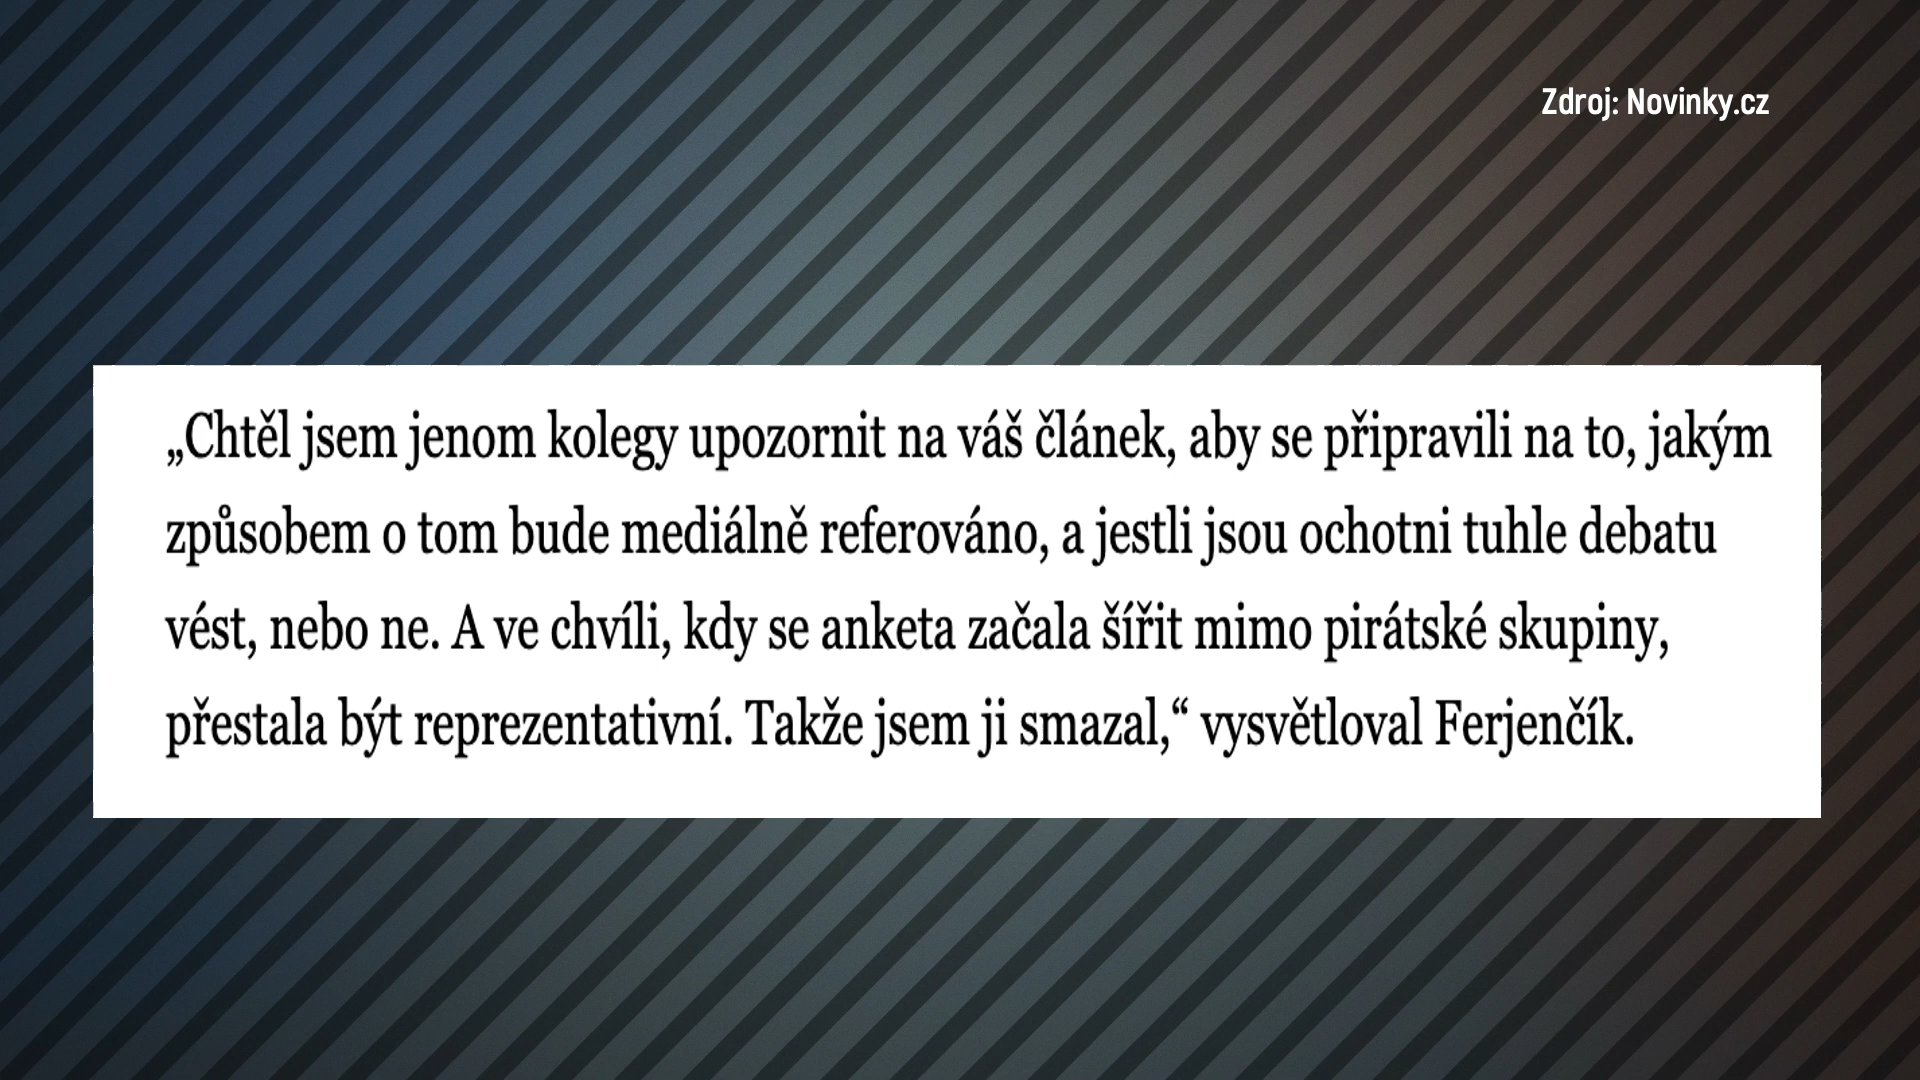 Zdroj: Novinky.cz
„Chtěl jsem jenom kolegy upozornit na váš článek, aby se připravili na to, jakým
způsobem o tom bude mediálně referováno, a jestli jsou ochotni tuhle debatu
vést, nebo ne. A ve chvíli, kdy se anketa začala šířit mimo pirátské skupiny,
přestala být reprezentativní. Takže jsem ji smazal,“ vysvětloval Ferjenčík.